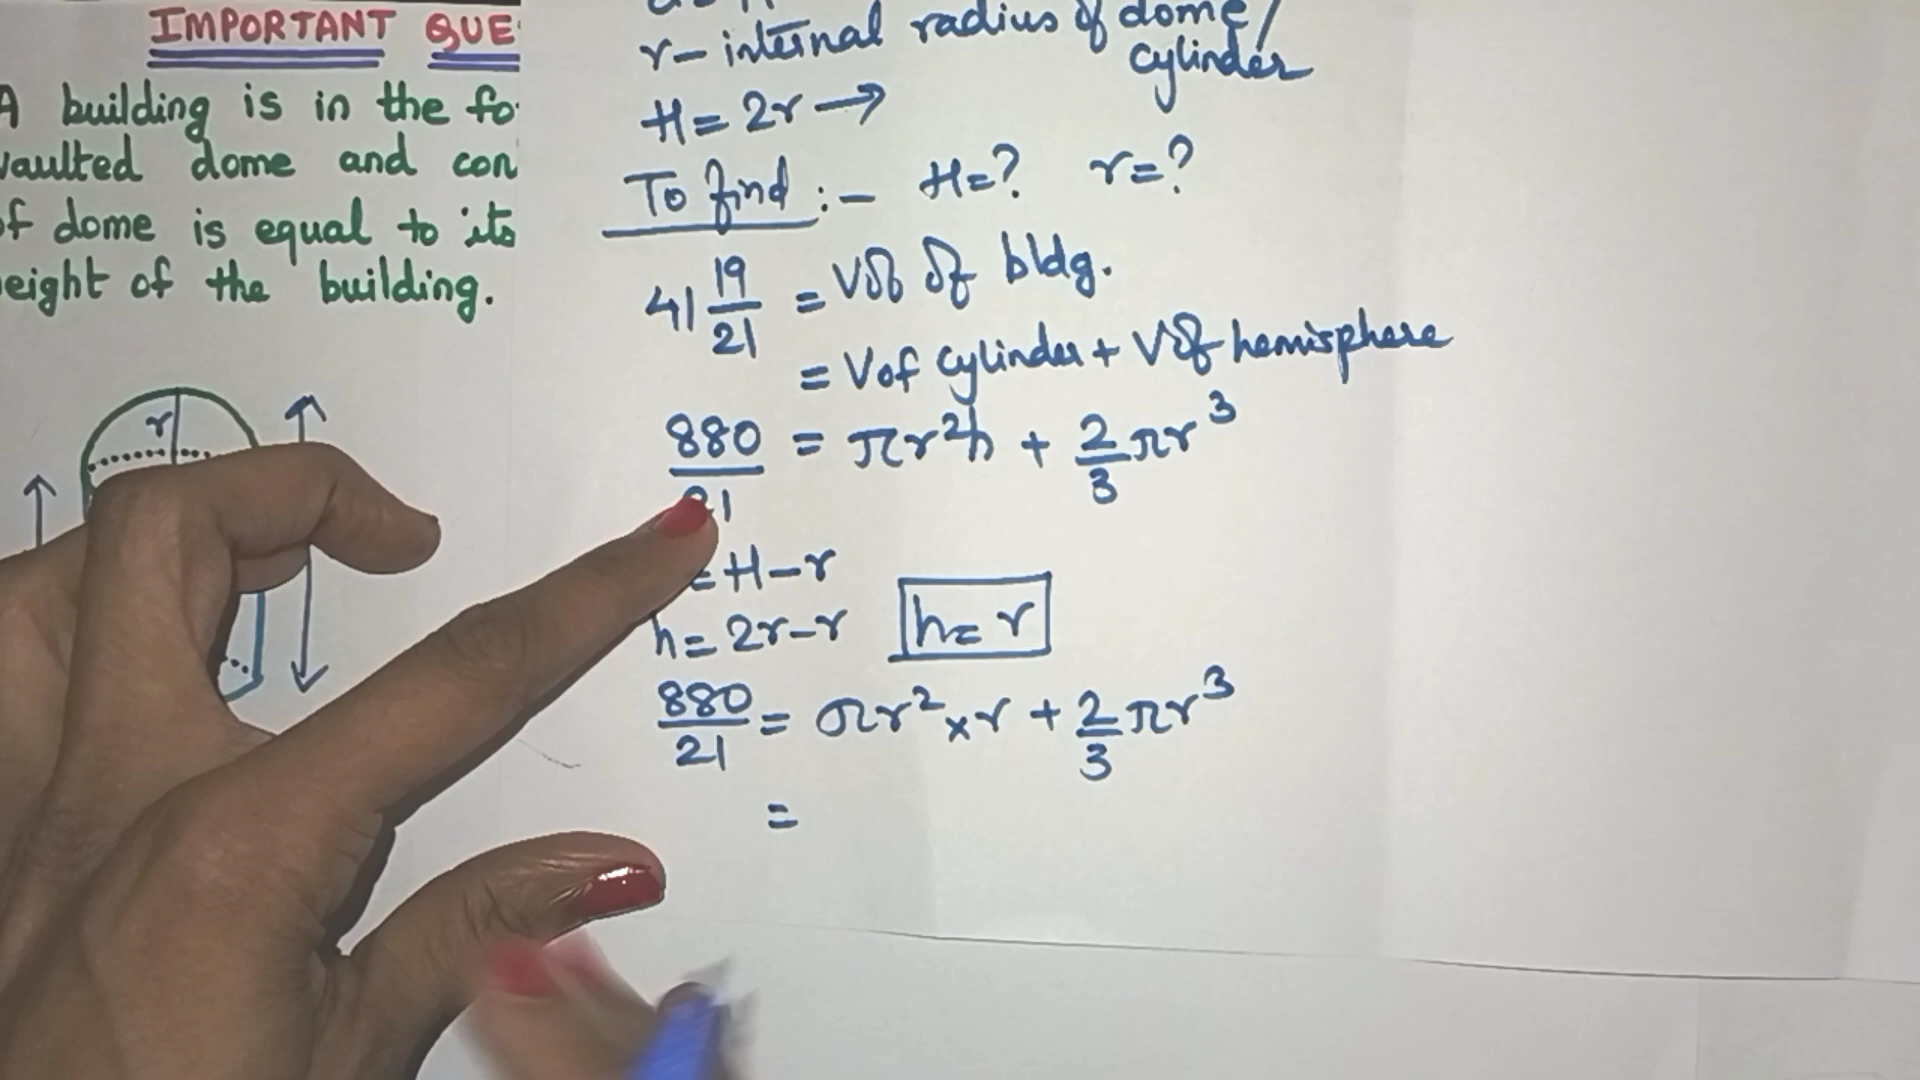 IMPORTANT QUE
A building is in the fo
vaulted dome and con
of dome is equal to its
eight of the building.
r
r - internal radius of dome/
cylinder
H = 2r →
To find :- H=? r=?
41 19/21 = Vol of bldg.
= V of cylinder + V of hemisphere
880/21 = πr²h + 2/3 πr³
= H - r
h = 2r - r h = r
880/21 = πr² × r + 2/3 πr³
=